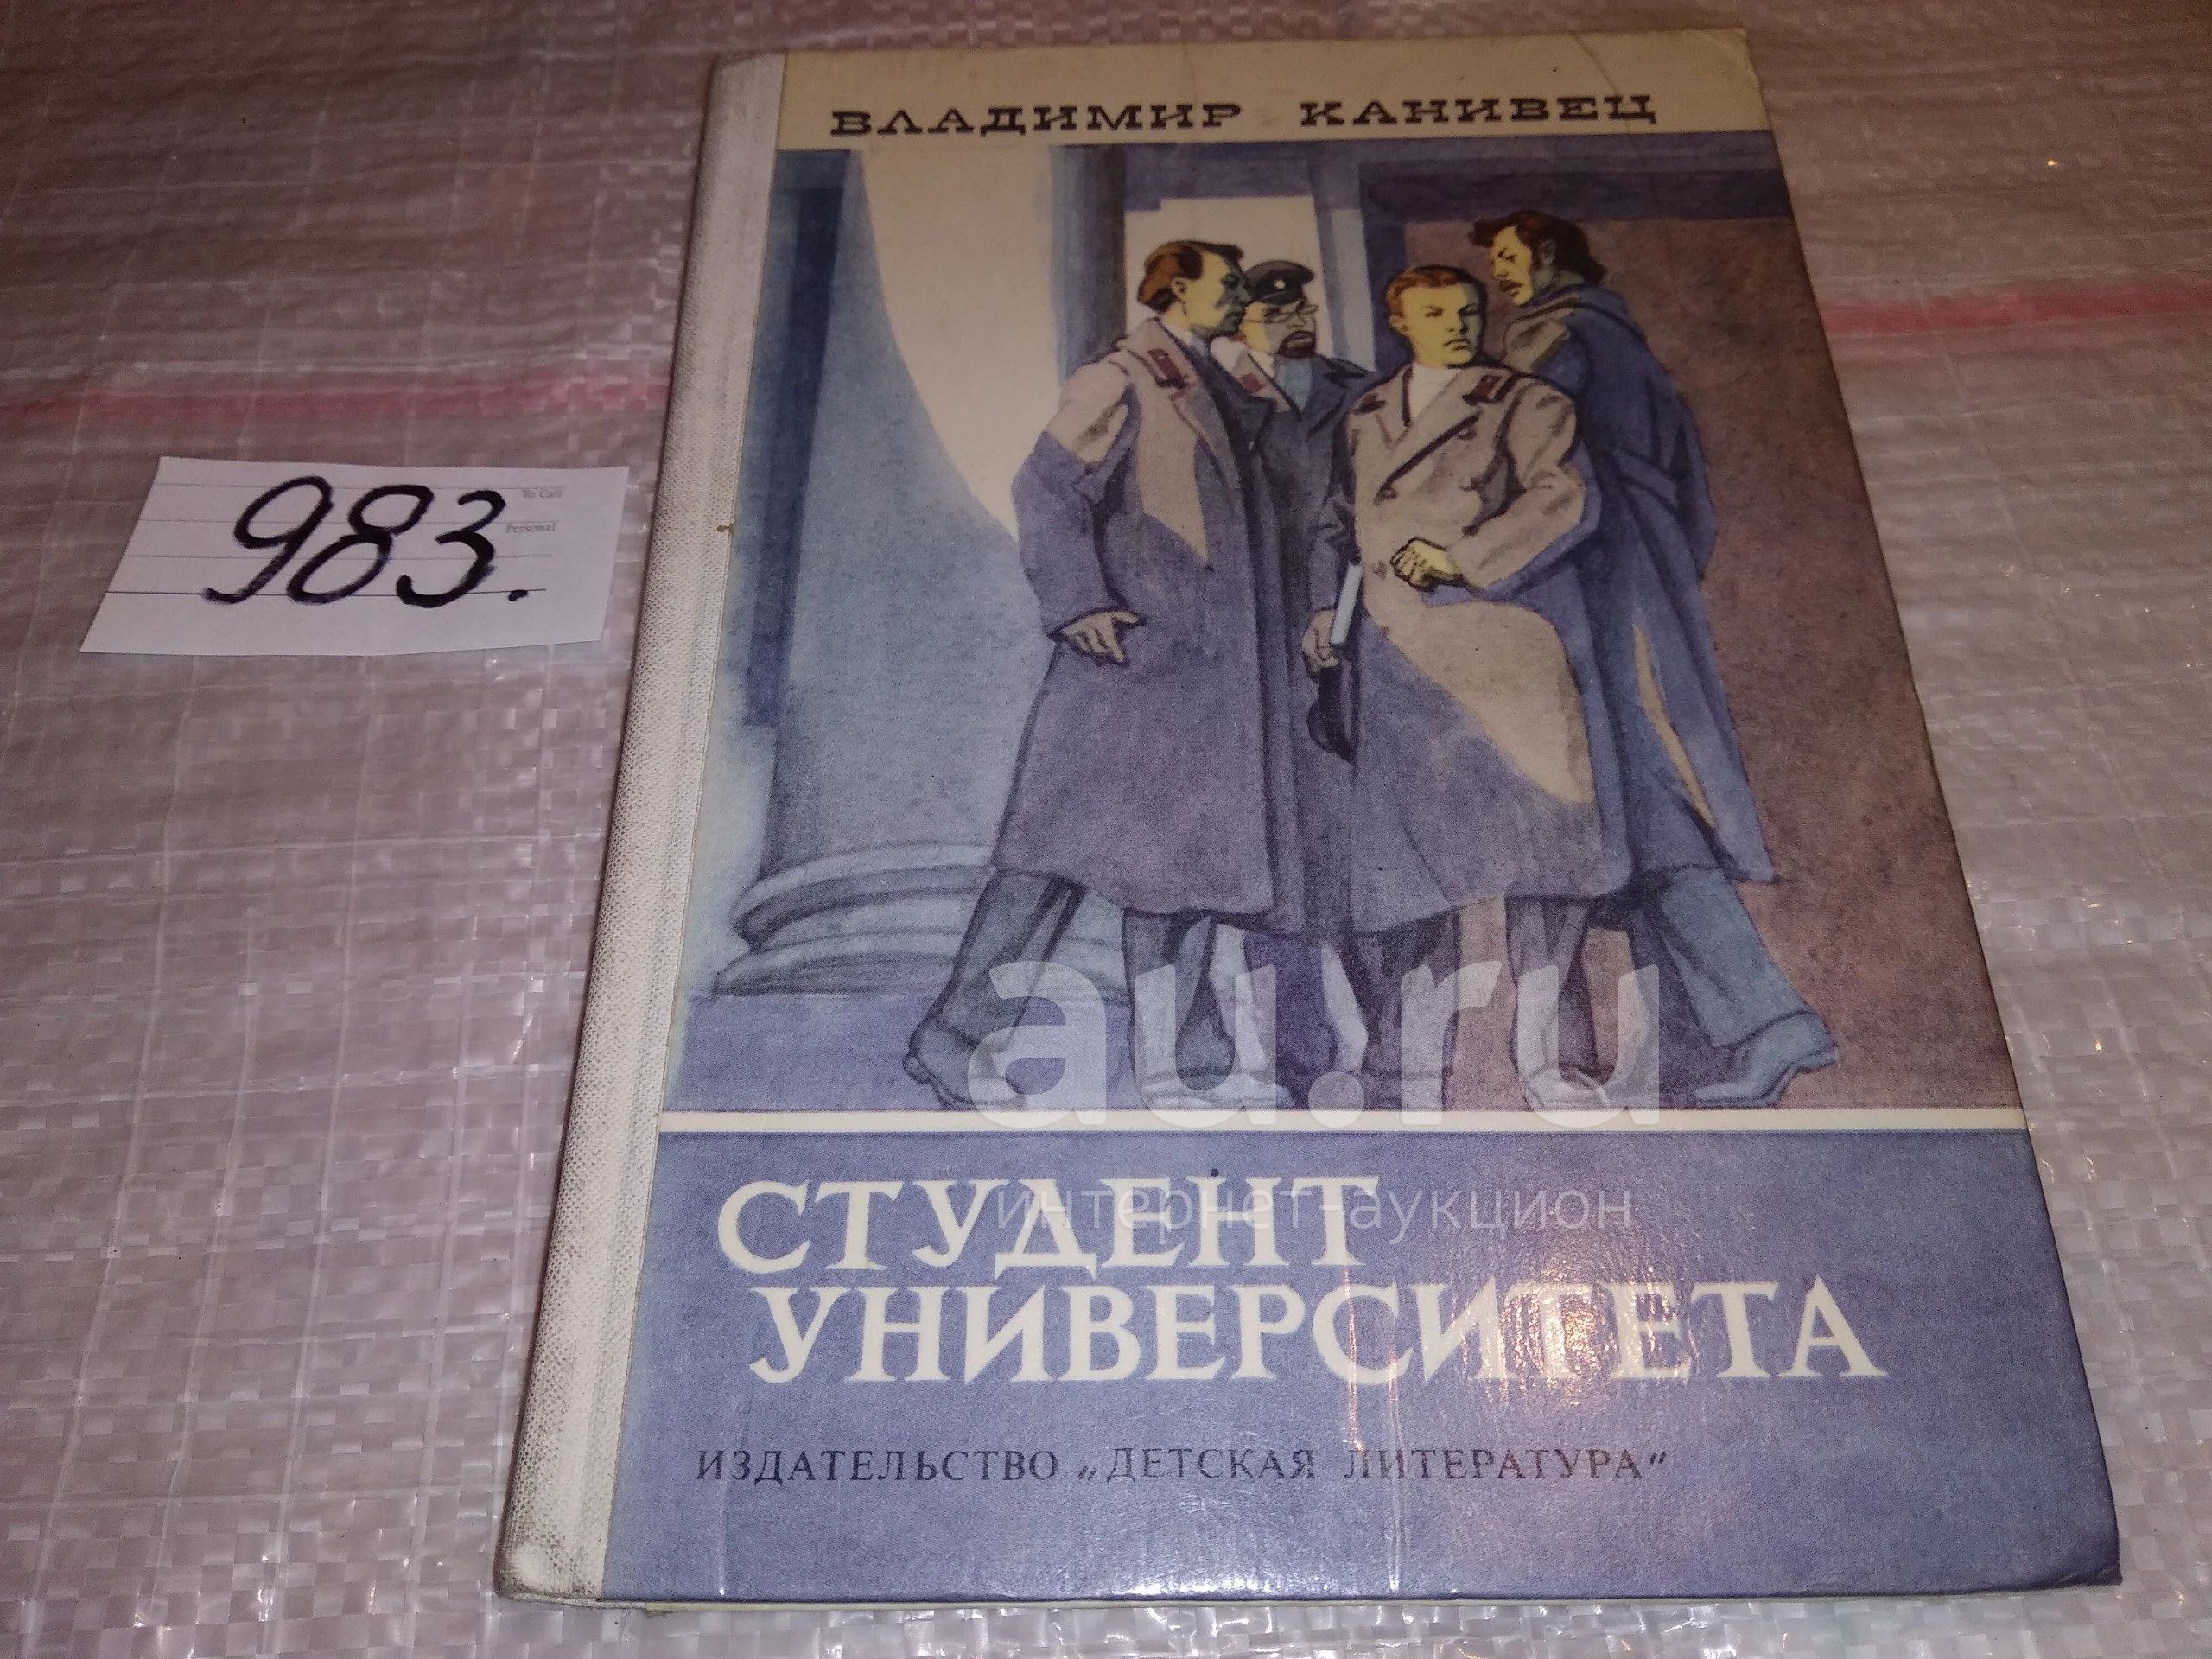 ВЛАДИМИР КАНИВЕЦ
To Call
Personal
983.
au.ru
интернет-аукцион
СТУДЕНТ
УНИВЕРСИТЕТА
ИЗДАТЕЛЬСТВО „ДЕТСКАЯ ЛИТЕРАТУРА“